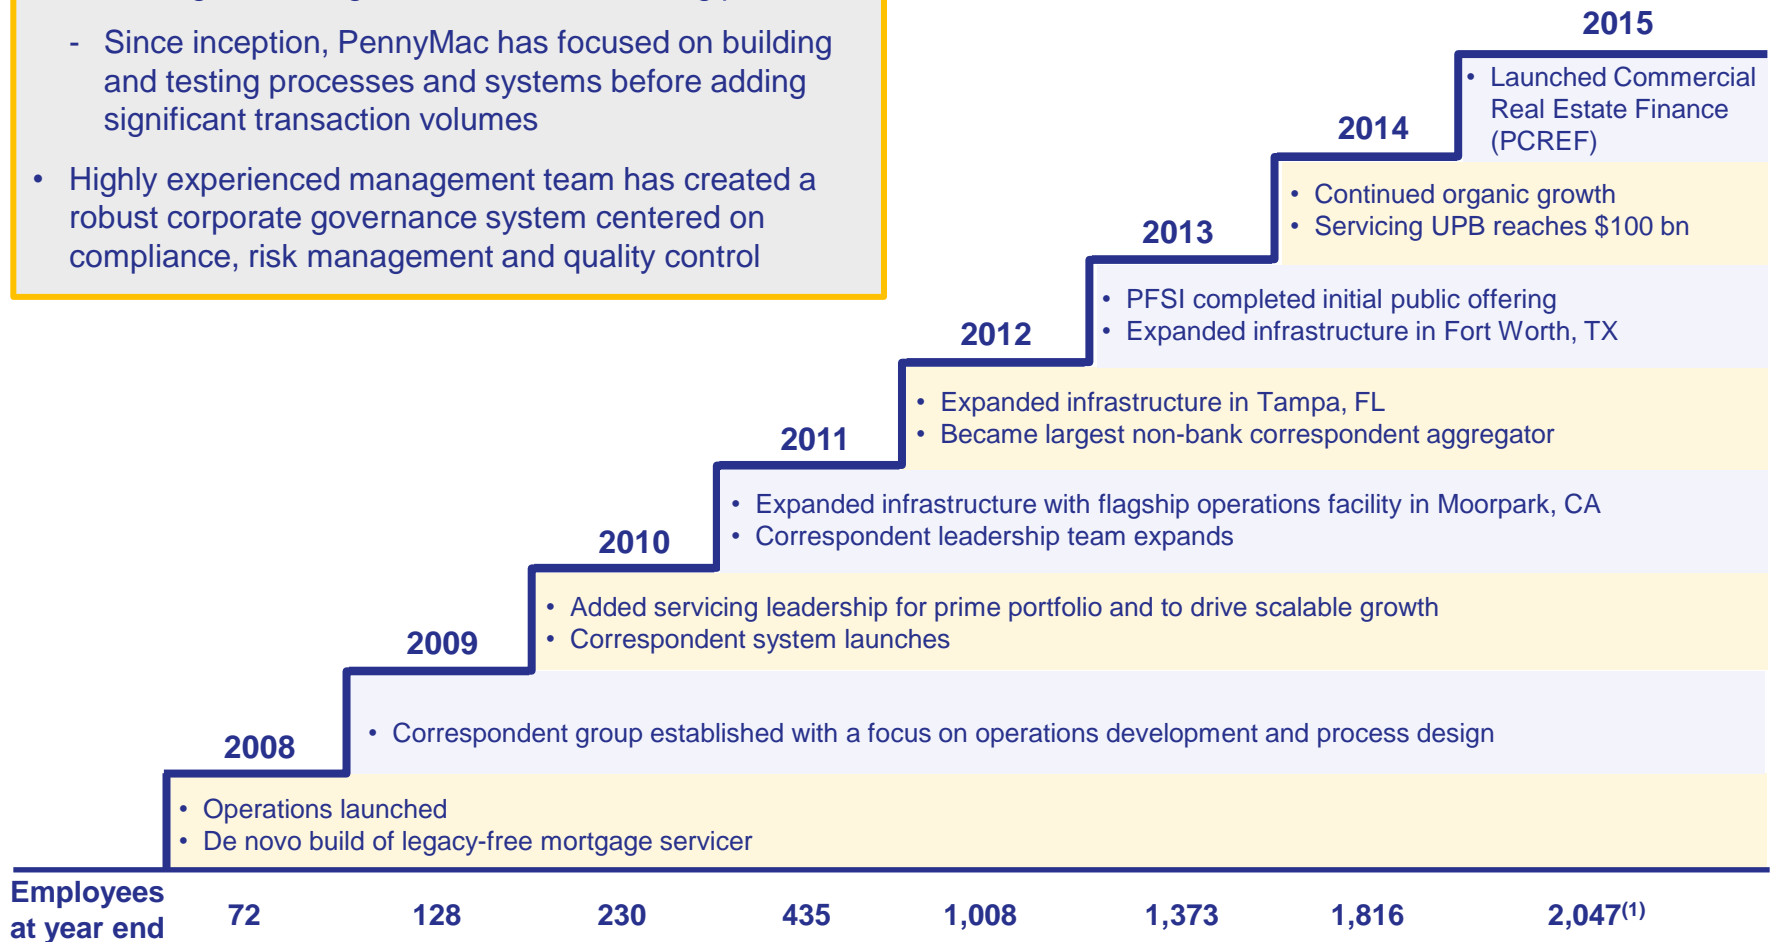 - Since inception, PennyMac has focused on building
and testing processes and systems before adding
significant transaction volumes
• Highly experienced management team has created a
robust corporate governance system centered on
compliance, risk management and quality control
2015
• Launched Commercial
Real Estate Finance
(PCREF)
2014
• Continued organic growth
• Servicing UPB reaches $100 bn
2013
• PFSI completed initial public offering
• Expanded infrastructure in Fort Worth, TX
2012
• Expanded infrastructure in Tampa, FL
• Became largest non-bank correspondent aggregator
2011
• Expanded infrastructure with flagship operations facility in Moorpark, CA
• Correspondent leadership team expands
2010
• Added servicing leadership for prime portfolio and to drive scalable growth
• Correspondent system launches
2009
• Correspondent group established with a focus on operations development and process design
2008
• Operations launched
• De novo build of legacy-free mortgage servicer
Employees
at year end
72 128 230 435 1,008 1,373 1,816 2,047(1)